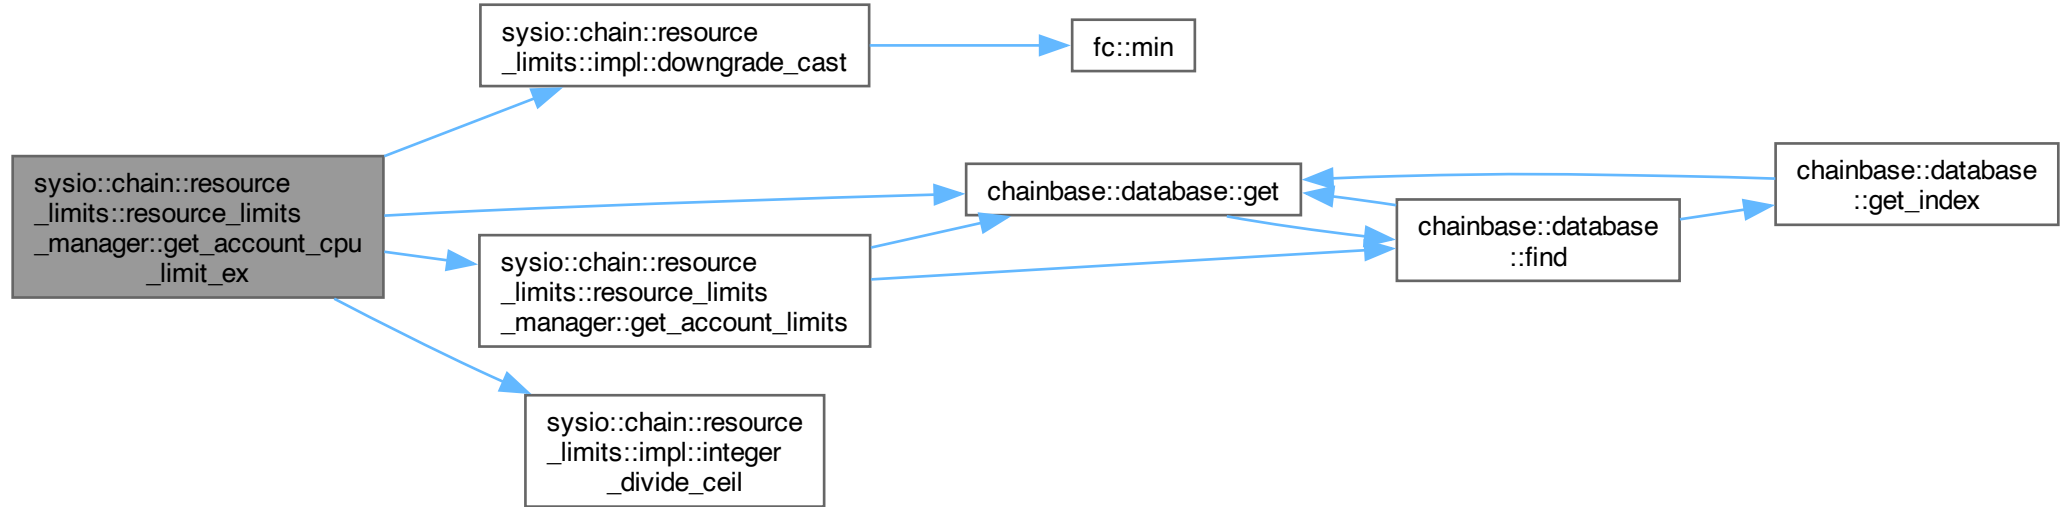 sysio::chain::resource
_limits::resource_limits
_manager::get_account_cpu
_limit_ex
sysio::chain::resource
_limits::impl::downgrade_cast
fc::min
chainbase::database::get
sysio::chain::resource
_limits::resource_limits
_manager::get_account_limits
chainbase::database
::find
chainbase::database
::get_index
sysio::chain::resource
_limits::impl::integer
_divide_ceil